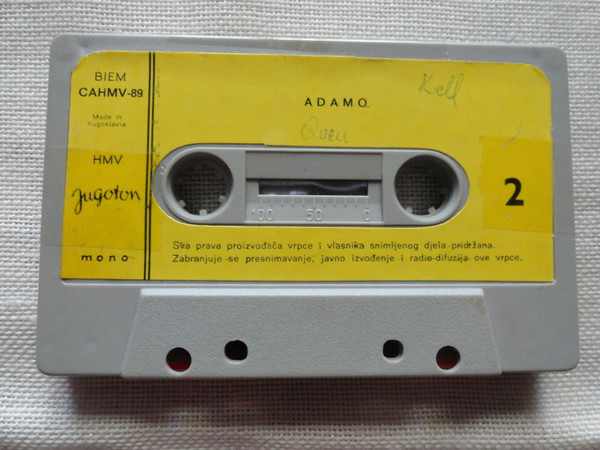 BIEM
CAHMV-89
Made in
Yugoslavia
HMV
Jugoton
mono
ADAMO
Kell
Queu
2
100 50 0
Sva prava proizvođača vrpce i vlasnika snimljenog djela pridržana.
Zabranjuje se presnimavanje, javno izvođenje i radio-difuzija ove vrpce.